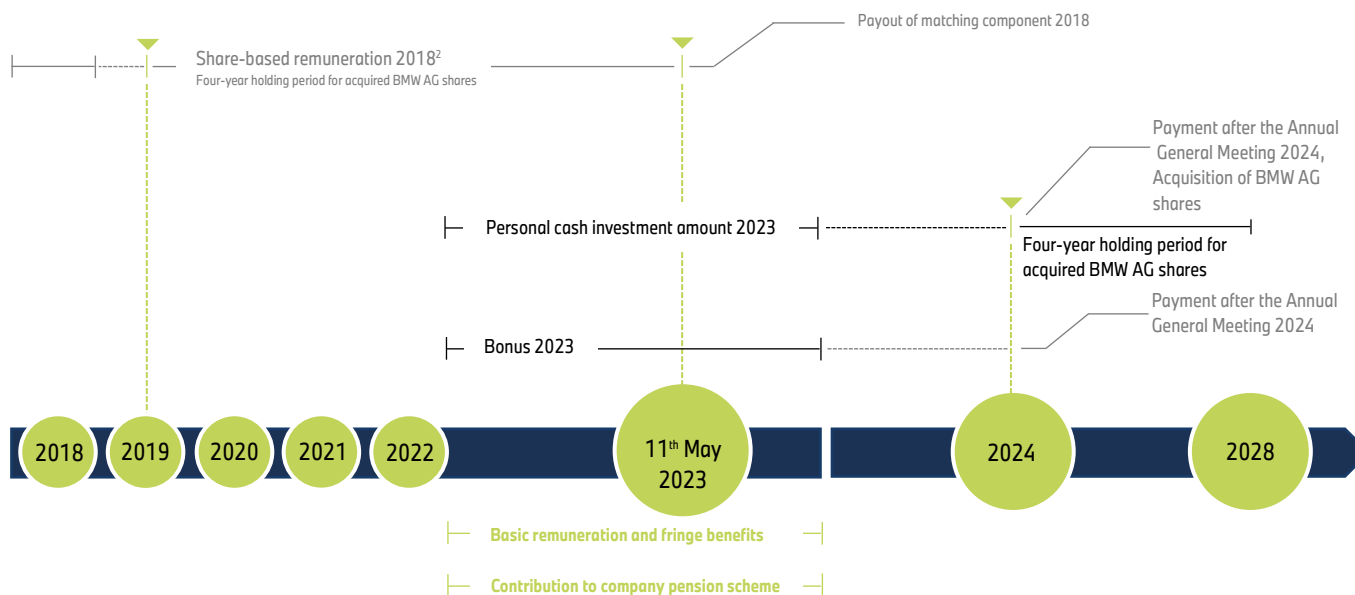 Payout of matching component 2018
Share-based remuneration 2018²
Four-year holding period for acquired BMW AG shares
Payment after the Annual
General Meeting 2024,
Acquisition of BMW AG
shares
Personal cash investment amount 2023
Four-year holding period for
acquired BMW AG shares
Payment after the Annual
General Meeting 2024
Bonus 2023
2018
2019
2020
2021
2022
11th May
2023
2024
2028
Basic remuneration and fringe benefits
Contribution to company pension scheme